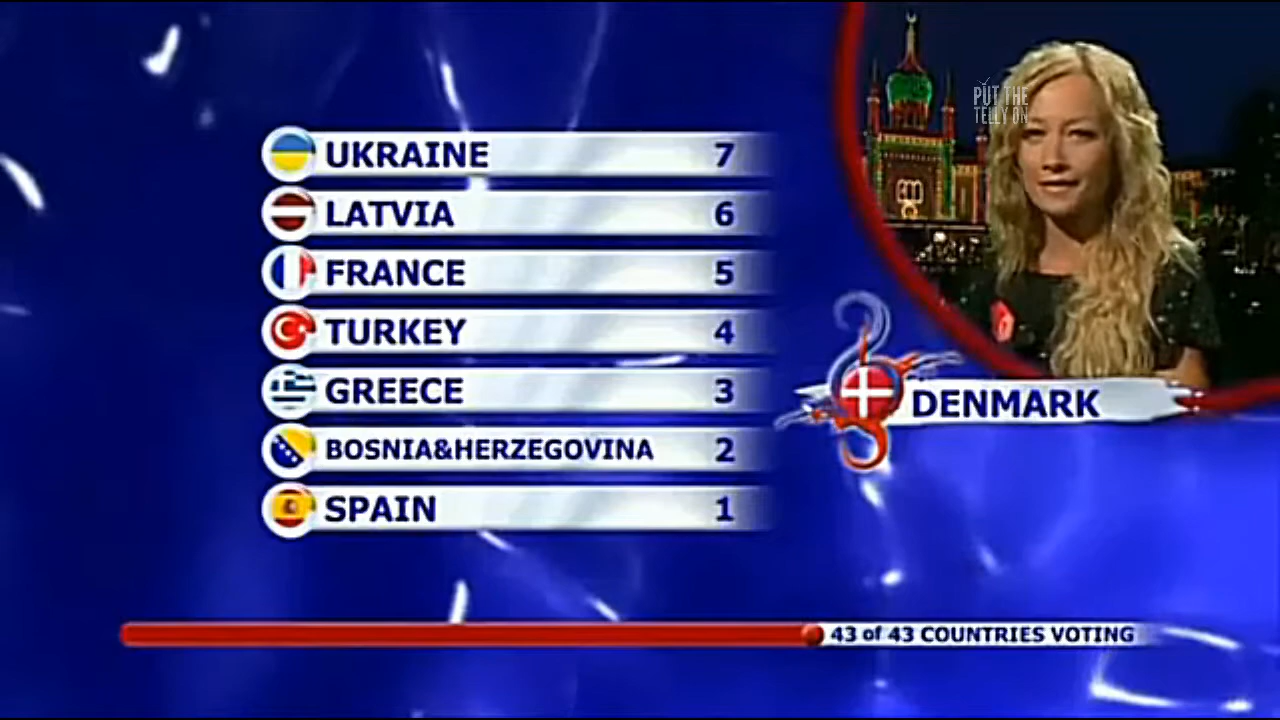 PUT THE
TELLY ON
UKRAINE 7
LATVIA 6
FRANCE 5
TURKEY 4
GREECE 3
BOSNIA&HERZEGOVINA 2
SPAIN 1
DENMARK
43 of 43 COUNTRIES VOTING